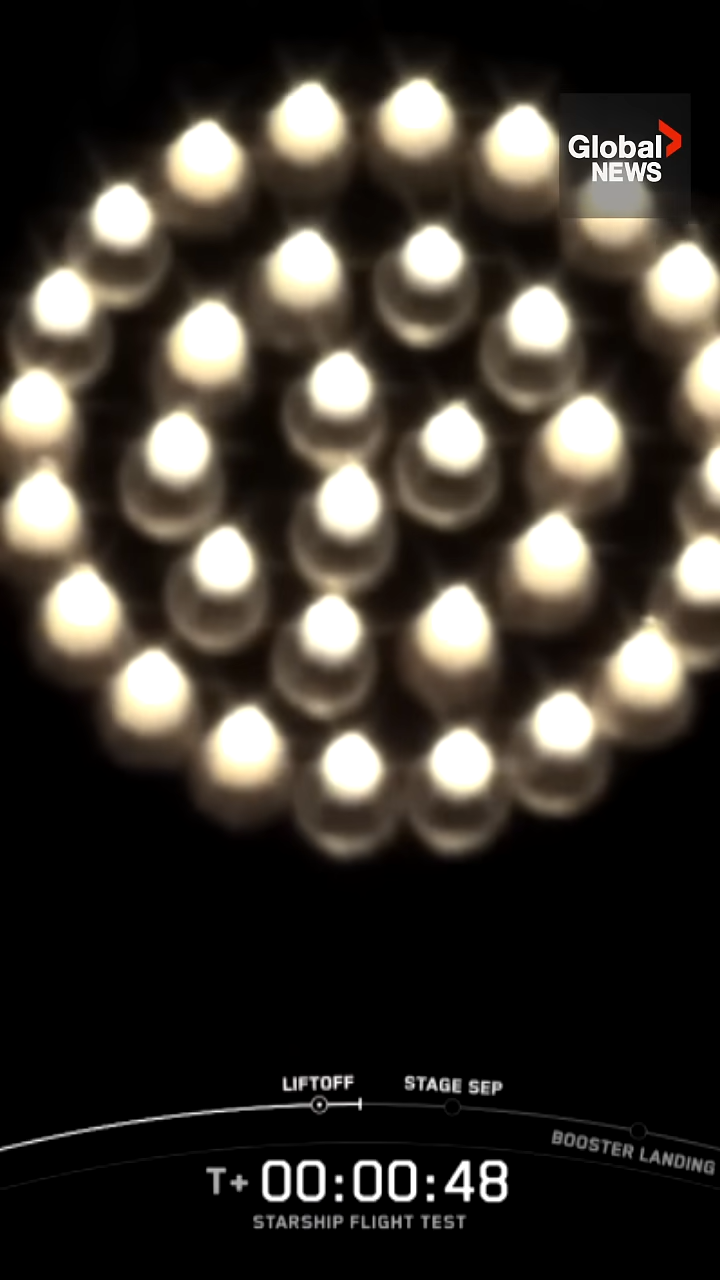 Global
NEWS
LIFTOFF
STAGE SEP
BOOSTER LANDING
T+ 00:00:48
STARSHIP FLIGHT TEST